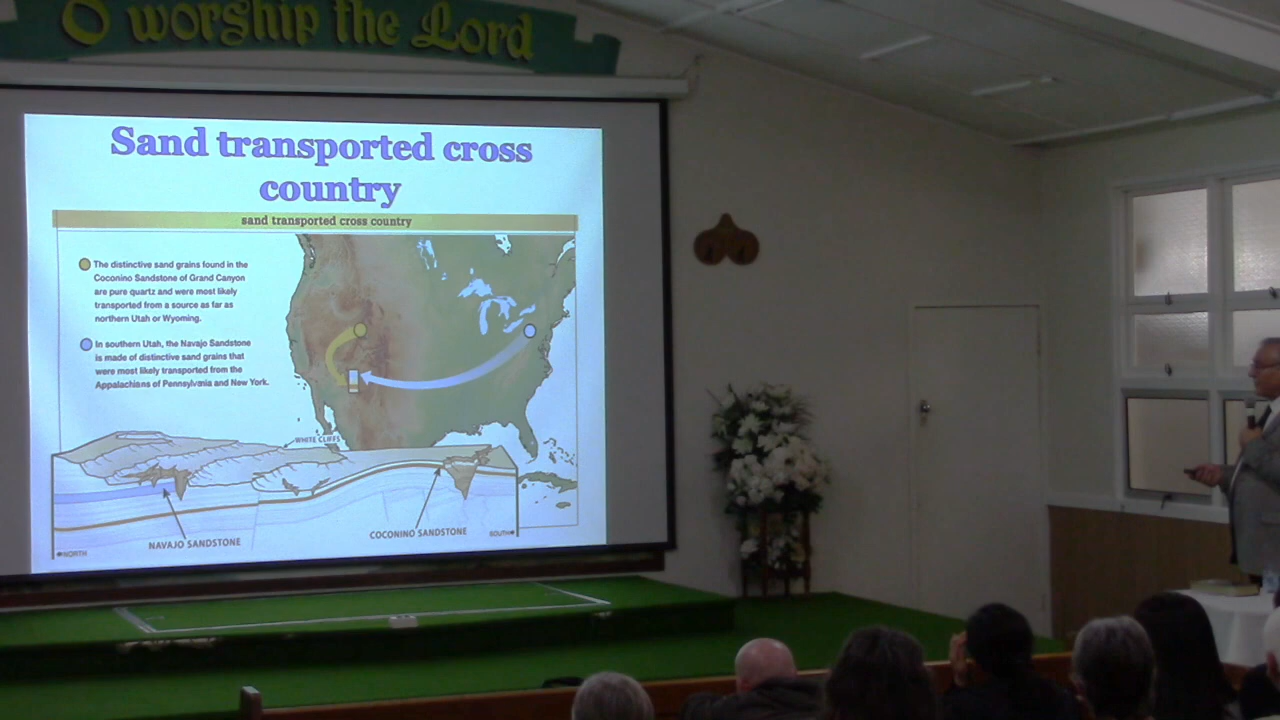 O worship the Lord
Sand transported cross
country
sand transported cross country
The distinctive sand grains found in the
Coconino Sandstone of Grand Canyon
are pure quartz and were most likely
transported from a source as far as
northern Utah or Wyoming.
In southern Utah, the Navajo Sandstone
is made of distinctive sand grains that
were most likely transported from the
Appalachians of Pennsylvania and New York.
WHITE CLIFFS
NAVAJO SANDSTONE
COCONINO SANDSTONE
NORTH
SOUTH